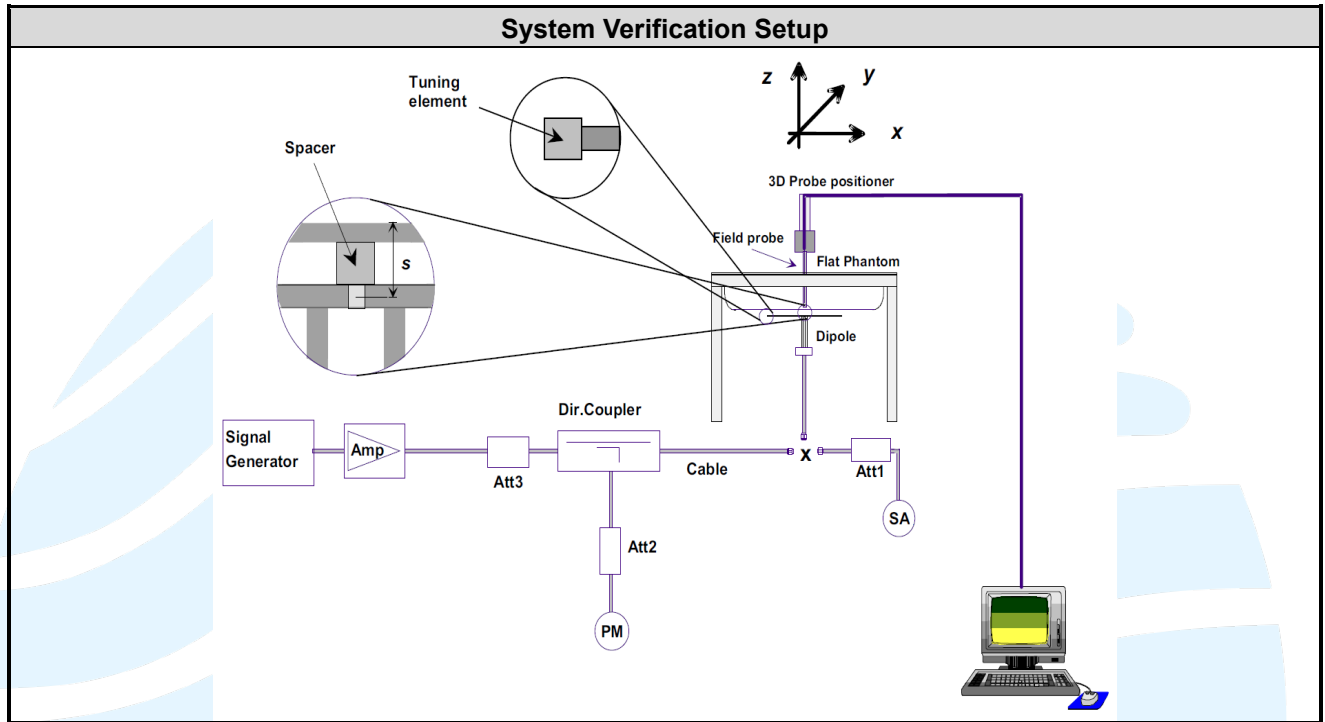 System Verification Setup
Tuning
element
z
y
x
Spacer
3D Probe positioner
s
Field probe
Flat Phantom
Dipole
Dir.Coupler
Signal
Generator
Amp
Att3
Cable
x
Att1
SA
Att2
PM